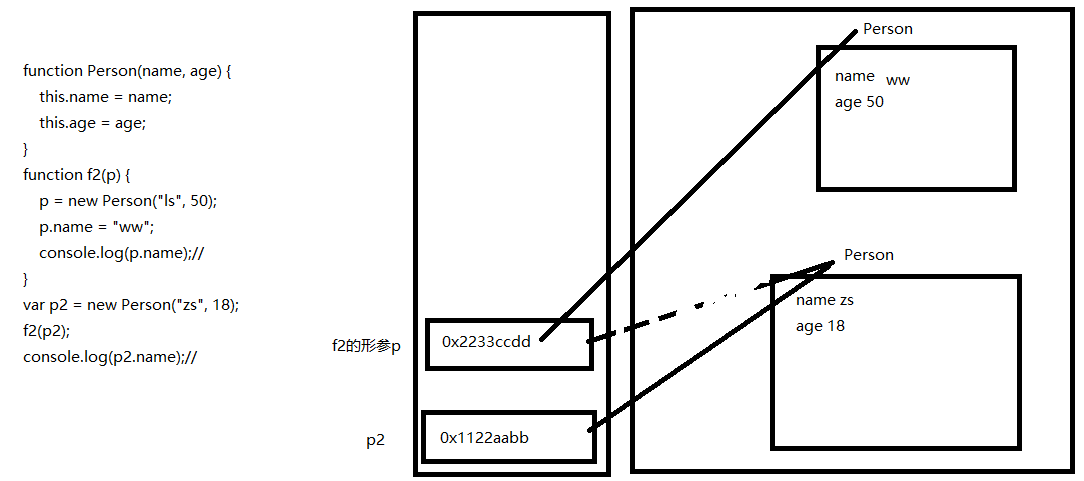 function Person(name, age) {
this.name = name;
this.age = age;
}
function f2(p) {
p = new Person("ls", 50);
p.name = "ww";
console.log(p.name);//
}
var p2 = new Person("zs", 18);
f2(p2);
console.log(p2.name);//
f2的形参p
0x2233ccdd
p2
0x1122aabb
Person
name ww
age 50
Person
name zs
age 18